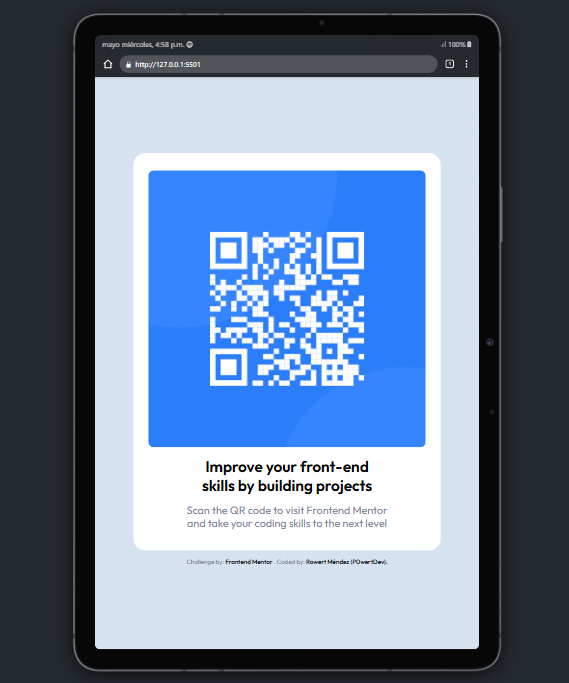 mayo miércoles, 4:58 p.m.
100%
http://127.0.0.1:5501
1
Improve your front-end
skills by building projects
Scan the QR code to visit Frontend Mentor
and take your coding skills to the next level
Challenge by: Frontend Mentor . Coded by: Rowert Méndez (P0wertDev).